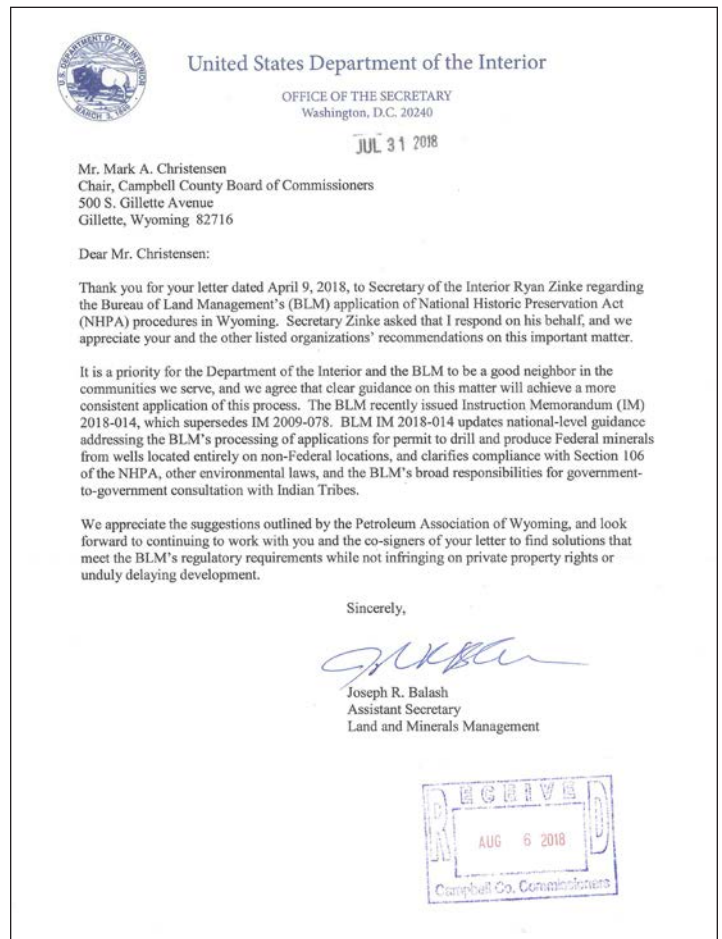 U.S. DEPARTMENT OF THE INTERIOR
MARCH 3, 1849
United States Department of the Interior
OFFICE OF THE SECRETARY
Washington, D.C. 20240
JUL 31 2018
Mr. Mark A. Christensen
Chair, Campbell County Board of Commissioners
500 S. Gillette Avenue
Gillette, Wyoming 82716
Dear Mr. Christensen:
Thank you for your letter dated April 9, 2018, to Secretary of the Interior Ryan Zinke regarding
the Bureau of Land Management's (BLM) application of National Historic Preservation Act
(NHPA) procedures in Wyoming. Secretary Zinke asked that I respond on his behalf, and we
appreciate your and the other listed organizations' recommendations on this important matter.
It is a priority for the Department of the Interior and the BLM to be a good neighbor in the
communities we serve, and we agree that clear guidance on this matter will achieve a more
consistent application of this process. The BLM recently issued Instruction Memorandum (IM)
2018-014, which supersedes IM 2009-078. BLM IM 2018-014 updates national-level guidance
addressing the BLM's processing of applications for permit to drill and produce Federal minerals
from wells located entirely on non-Federal locations, and clarifies compliance with Section 106
of the NHPA, other environmental laws, and the BLM's broad responsibilities for government-
to-government consultation with Indian Tribes.
We appreciate the suggestions outlined by the Petroleum Association of Wyoming, and look
forward to continuing to work with you and the co-signers of your letter to find solutions that
meet the BLM's regulatory requirements while not infringing on private property rights or
unduly delaying development.
Sincerely,
Joseph R. Balash
Assistant Secretary
Land and Minerals Management
RECEIVED
AUG 6 2018
Campbell Co. Commissioners